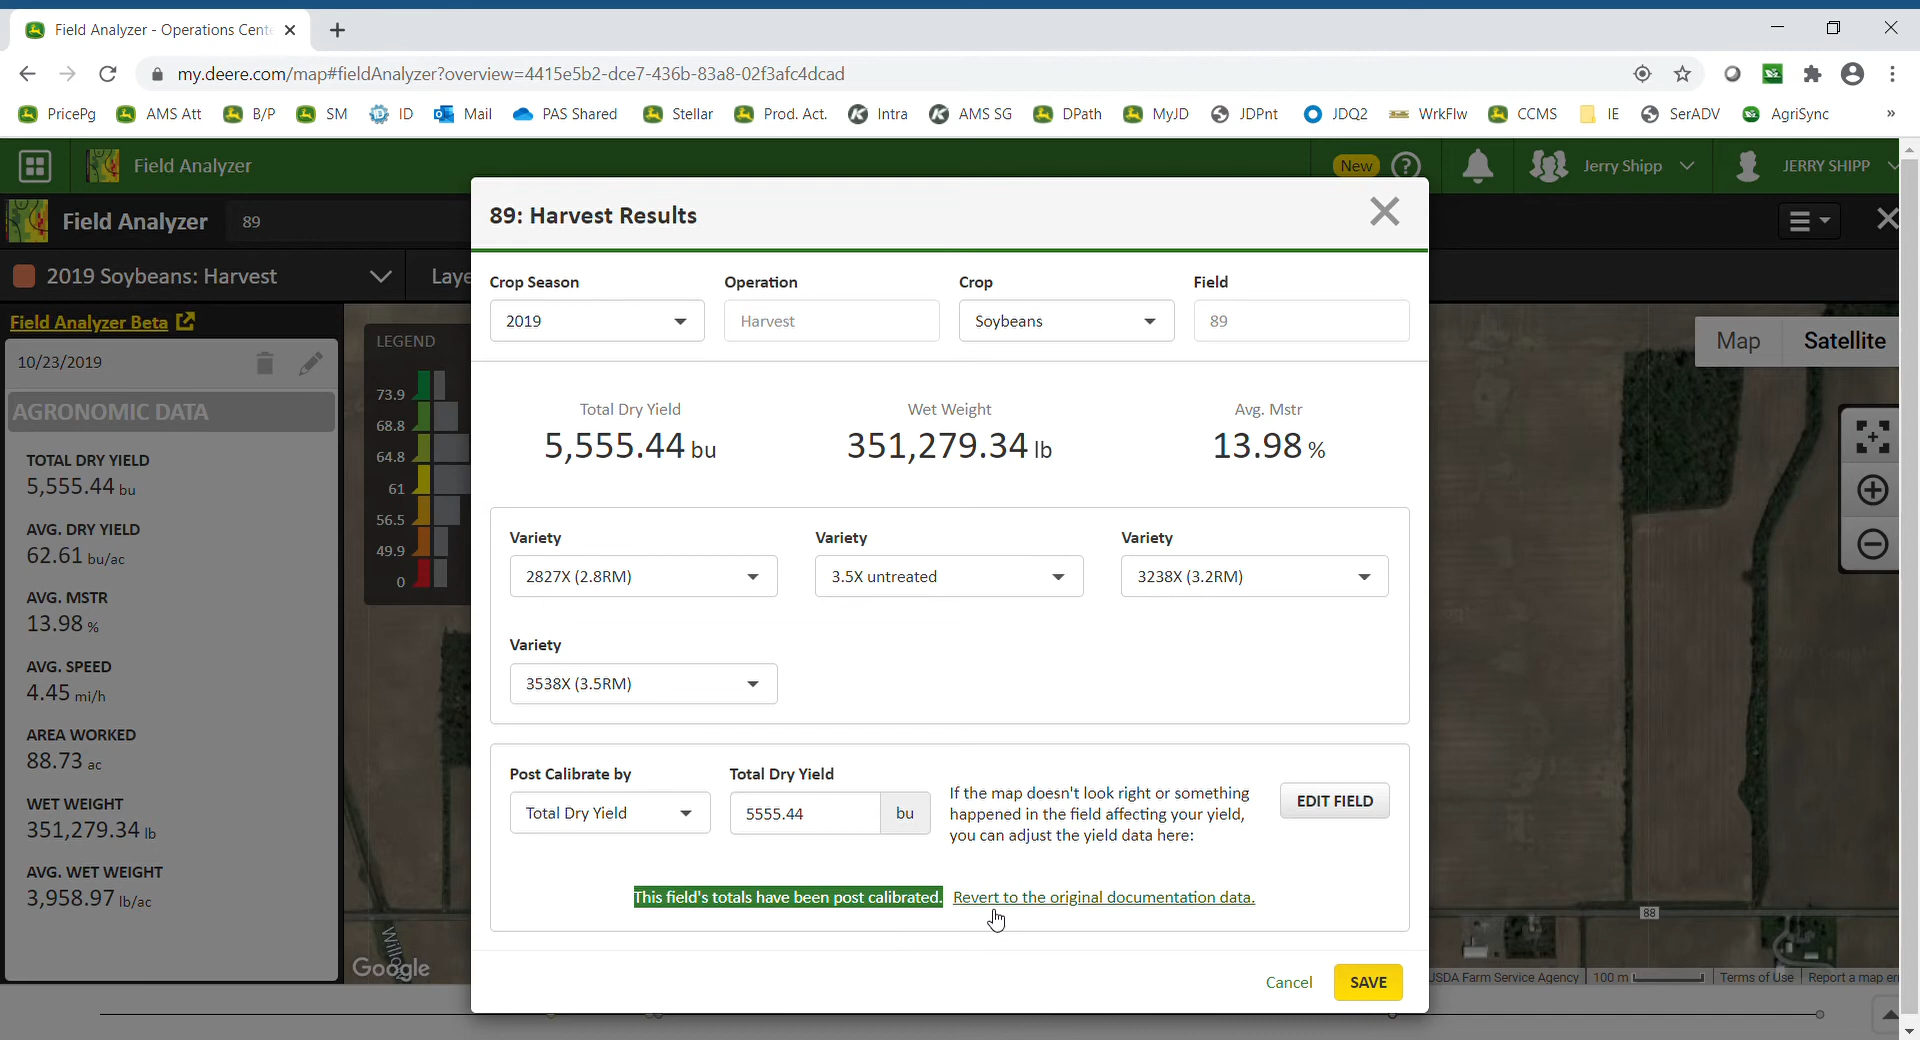 Field Analyzer - Operations Cente
my.deere.com/map#fieldAnalyzer?overview=4415e5b2-dce7-436b-83a8-02f3afc4dcad
PricePg AMS Att B/P SM ID Mail PAS Shared Stellar Prod. Act. Intra AMS SG DPath MyJD JDPnt JDQ2 WrkFlw CCMS IE SerADV AgriSync »
Field Analyzer New ? Jerry Shipp JERRY SHIPP
Field Analyzer 89
2019 Soybeans: Harvest Laye
Field Analyzer Beta
10/23/2019
AGRONOMIC DATA
TOTAL DRY YIELD
5,555.44 bu
AVG. DRY YIELD
62.61 bu/ac
AVG. MSTR
13.98 %
AVG. SPEED
4.45 mi/h
AREA WORKED
88.73 ac
WET WEIGHT
351,279.34 lb
AVG. WET WEIGHT
3,958.97 lb/ac
LEGEND
73.9
68.8
64.8
61
56.5
49.9
0
89: Harvest Results
Crop Season Operation Crop Field
2019 Harvest Soybeans 89
Total Dry Yield Wet Weight Avg. Mstr
5,555.44 bu 351,279.34 lb 13.98 %
Variety Variety Variety
2827X (2.8RM) 3.5X untreated 3238X (3.2RM)
Variety
3538X (3.5RM)
Post Calibrate by Total Dry Yield
Total Dry Yield 5555.44 bu
If the map doesn't look right or something
happened in the field affecting your yield,
you can adjust the yield data here:
EDIT FIELD
This field's totals have been post calibrated. Revert to the original documentation data.
Cancel SAVE
Map Satellite
88
Willow
Google
USDA Farm Service Agency 100 m Terms of Use Report a map err